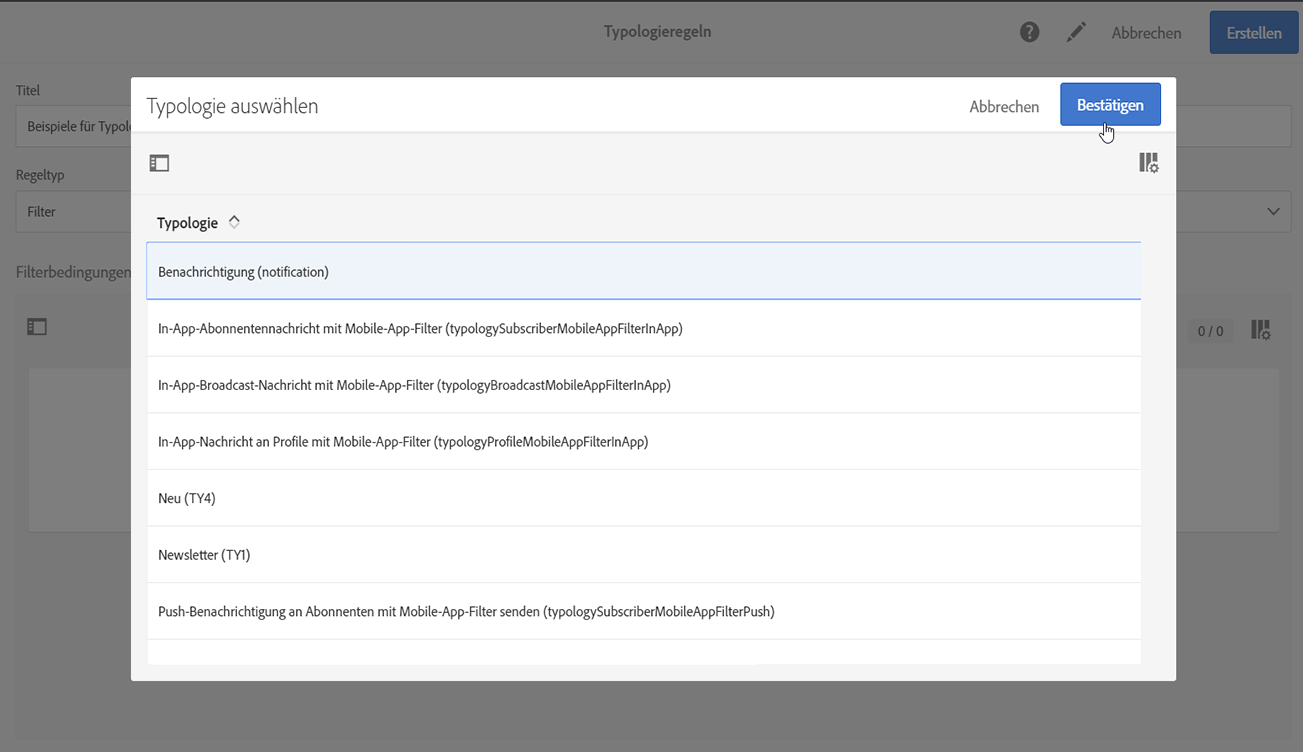 Typologieregeln
Abbrechen
Erstellen
Titel
Beispiele für
Regeltyp
Filter
Filterbedingungen
0 / 0
Typologie auswählen
Abbrechen
Bestätigen
Typologie
Benachrichtigung (notification)
In-App-Abonnentennachricht mit Mobile-App-Filter (typologySubscriberMobileAppFilterInApp)
In-App-Broadcast-Nachricht mit Mobile-App-Filter (typologyBroadcastMobileAppFilterInApp)
In-App-Nachricht an Profile mit Mobile-App-Filter (typologyProfileMobileAppFilterInApp)
Neu (TY4)
Newsletter (TY1)
Push-Benachrichtigung an Abonnenten mit Mobile-App-Filter senden (typologySubscriberMobileAppFilterPush)